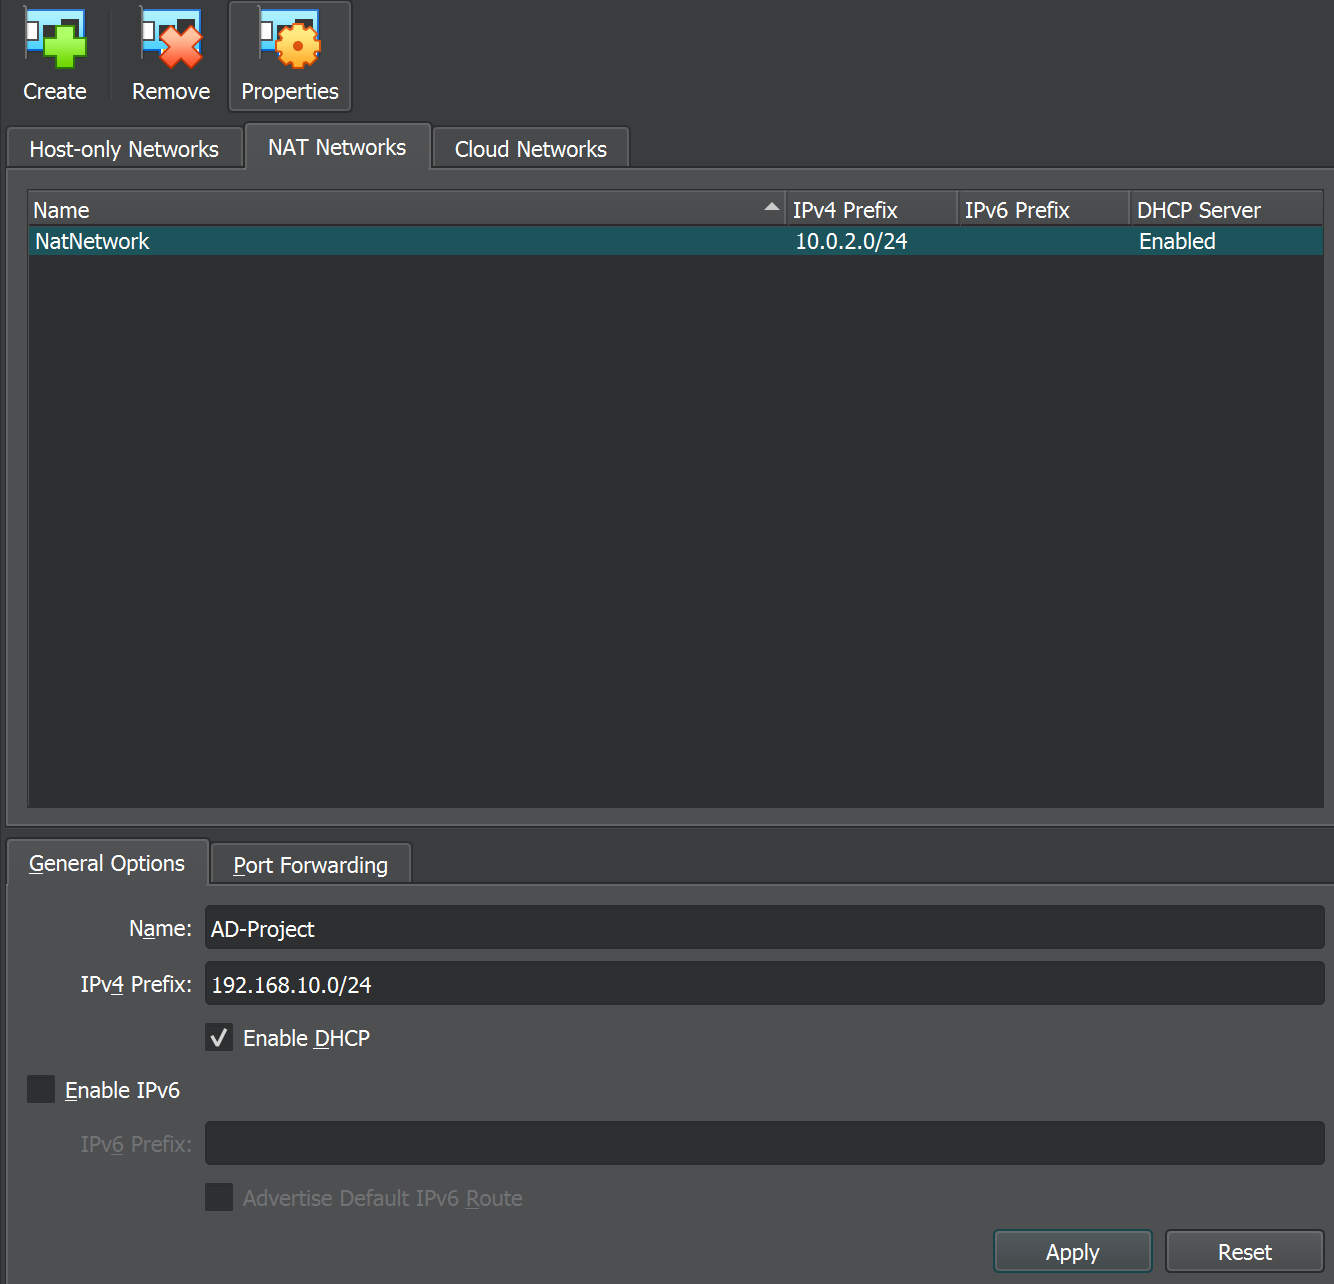 Create Remove Properties
Host-only Networks NAT Networks Cloud Networks
Name IPv4 Prefix IPv6 Prefix DHCP Server
NatNetwork 10.0.2.0/24 Enabled
General Options Port Forwarding
Name: AD-Project
IPv4 Prefix: 192.168.10.0/24
Enable DHCP
Enable IPv6
IPv6 Prefix:
Advertise Default IPv6 Route
Apply Reset